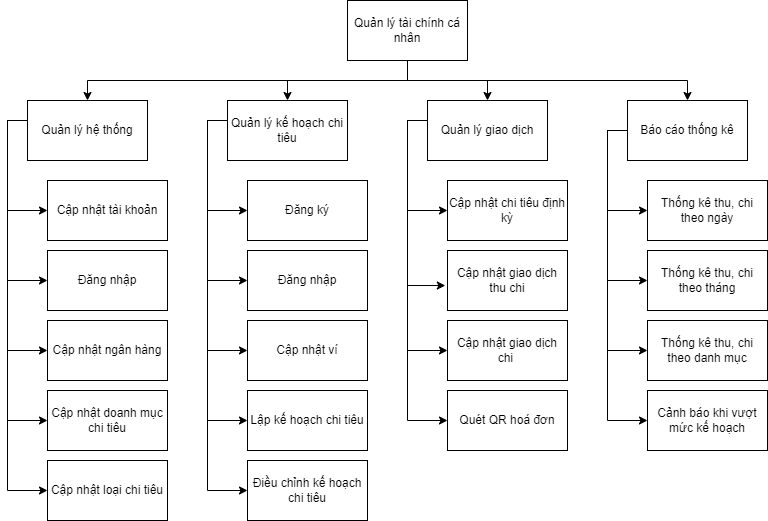 Quản lý tài chính cá
nhân
Quản lý hệ thống
Quản lý kế hoạch chi
tiêu
Quản lý giao dịch
Báo cáo thống kê
Cập nhật tài khoản
Đăng nhập
Cập nhật ngân hàng
Cập nhật doanh mục
chi tiêu
Cập nhật loại chi tiêu
Đăng ký
Đăng nhập
Cập nhật ví
Lập kế hoạch chi tiêu
Điều chỉnh kế hoạch
chi tiêu
Cập nhật chi tiêu định
kỳ
Cập nhật giao dịch
thu chi
Cập nhật giao dịch
chi
Quét QR hoá đơn
Thống kê thu, chi
theo ngày
Thống kê thu, chi
theo tháng
Thống kê thu, chi
theo danh mục
Cảnh báo khi vượt
mức kế hoạch